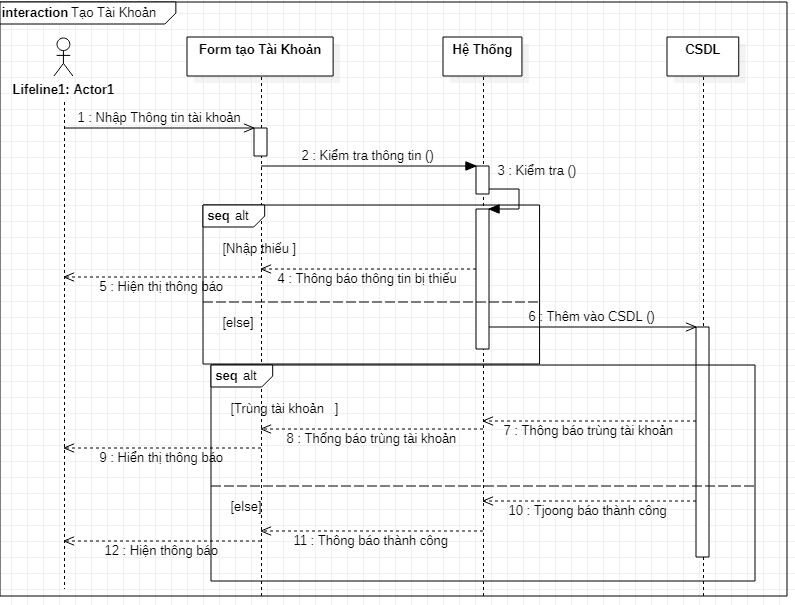 interaction Tạo Tài Khoản
Form tạo Tài Khoản
Hệ Thống
CSDL
Lifeline1: Actor1
1 : Nhập Thông tin tài khoản
2 : Kiểm tra thông tin ()
3 : Kiểm tra ()
seq alt
[Nhập thiếu ]
4 : Thông báo thông tin bị thiếu
5 : Hiện thị thông báo
6 : Thêm vào CSDL ()
[else]
seq alt
[Trùng tài khoản ]
7 : Thông báo trùng tài khoản
8 : Thống báo trùng tài khoản
9 : Hiển thị thông báo
[else]
10 : Tjoong báo thành công
11 : Thông báo thành công
12 : Hiện thông báo